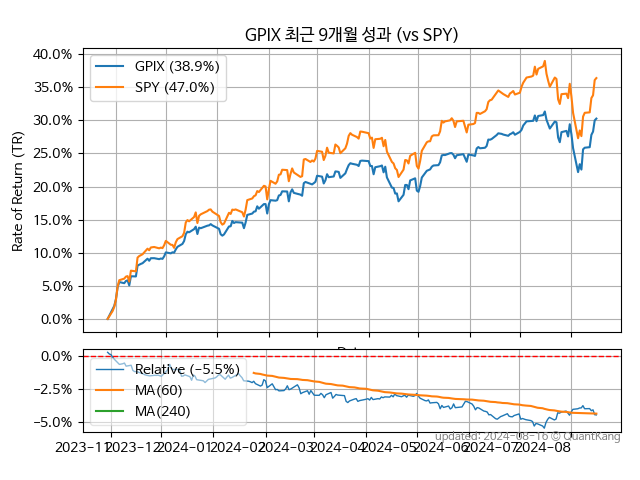 GPIX 최근 9개월 성과 (vs SPY)
40.0%
35.0%
30.0%
25.0%
20.0%
15.0%
10.0%
5.0%
0.0%
Rate of Return (TR)
GPIX (38.9%)
SPY (47.0%)
0.0%
−2.5%
−5.0%
Relative (−5.5%)
MA(60)
MA(240)
2023−11
2023−12
2024−01
2024−02
2024−03
2024−04
2024−05
2024−06
2024−07
2024−08
updated: 2024−08−16 © QuantKang